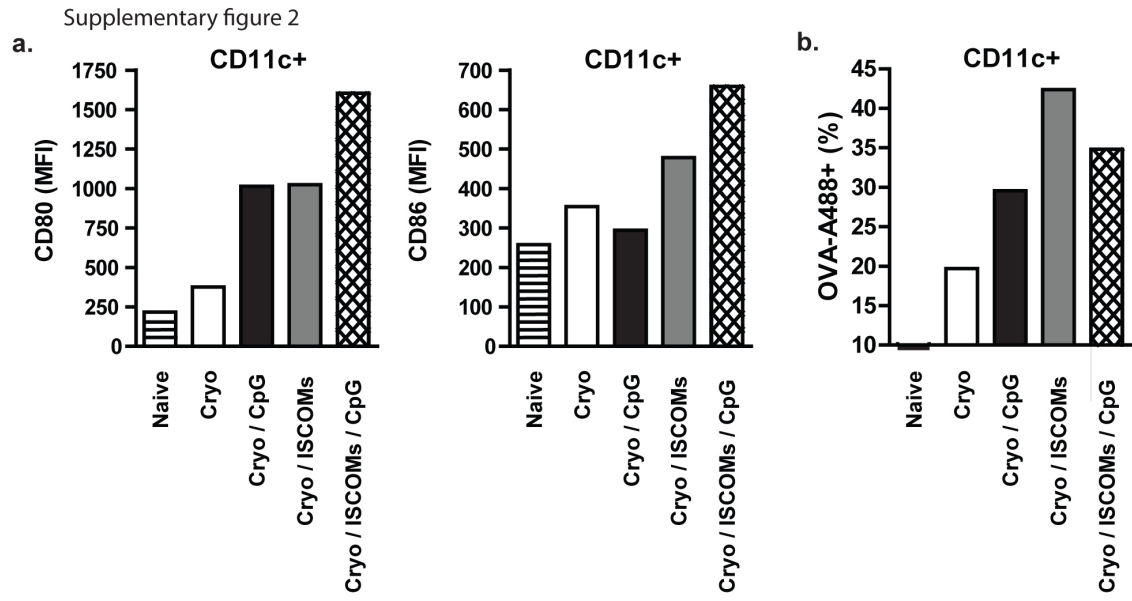 Supplementary figure 2
a.
CD11c+
CD80 (MFI)
1750
1500
1250
1000
750
500
250
0
Naive
Cryo
Cryo / CpG
Cryo / ISCOMs
Cryo / ISCOMs / CpG
CD11c+
CD86 (MFI)
700
600
500
400
300
200
100
0
Naive
Cryo
Cryo / CpG
Cryo / ISCOMs
Cryo / ISCOMs / CpG
b.
CD11c+
OVA-A488+ (%)
45
40
35
30
25
20
15
10
Naive
Cryo
Cryo / CpG
Cryo / ISCOMs
Cryo / ISCOMs / CpG